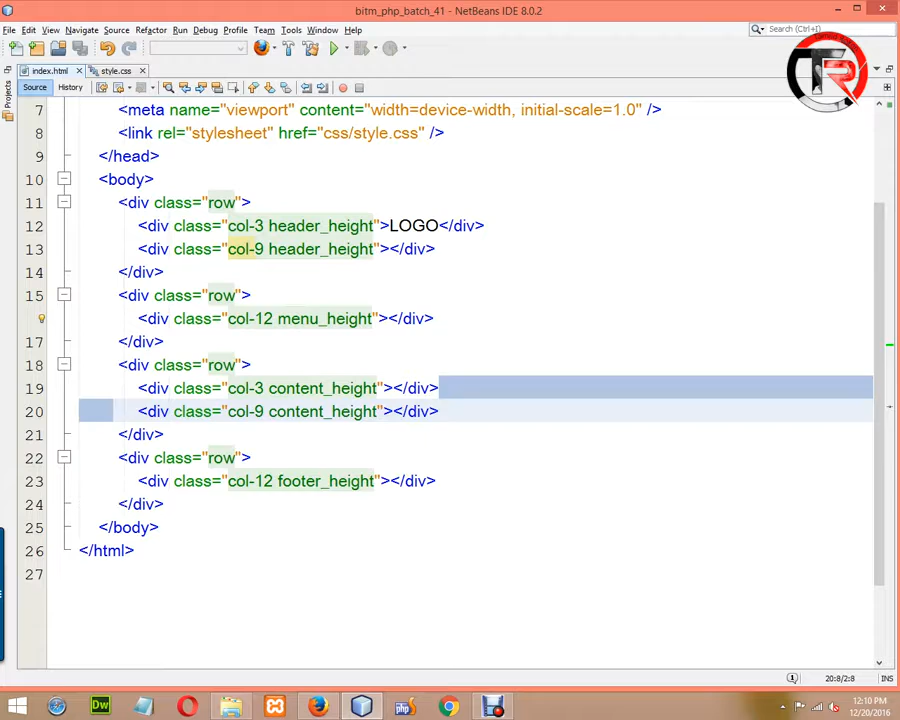 bitm_php_batch_41 - NetBeans IDE 8.0.2
File Edit View Navigate Source Refactor Run Debug Profile Team Tools Window Help
Search (Ctrl+I)
index.html style.css
Source History
Projects
7 <meta name="viewport" content="width=device-width, initial-scale=1.0" />
8 <link rel="stylesheet" href="css/style.css" />
9 </head>
10 <body>
11 <div class="row">
12 <div class="col-3 header_height">LOGO</div>
13 <div class="col-9 header_height"></div>
14 </div>
15 <div class="row">
<div class="col-12 menu_height"></div>
17 </div>
18 <div class="row">
19 <div class="col-3 content_height"></div>
20 <div class="col-9 content_height"></div>
21 </div>
22 <div class="row">
23 <div class="col-12 footer_height"></div>
24 </div>
25 </body>
26 </html>
27
20:8/2:8 INS
Dw
php
12:10 PM
12/20/2016